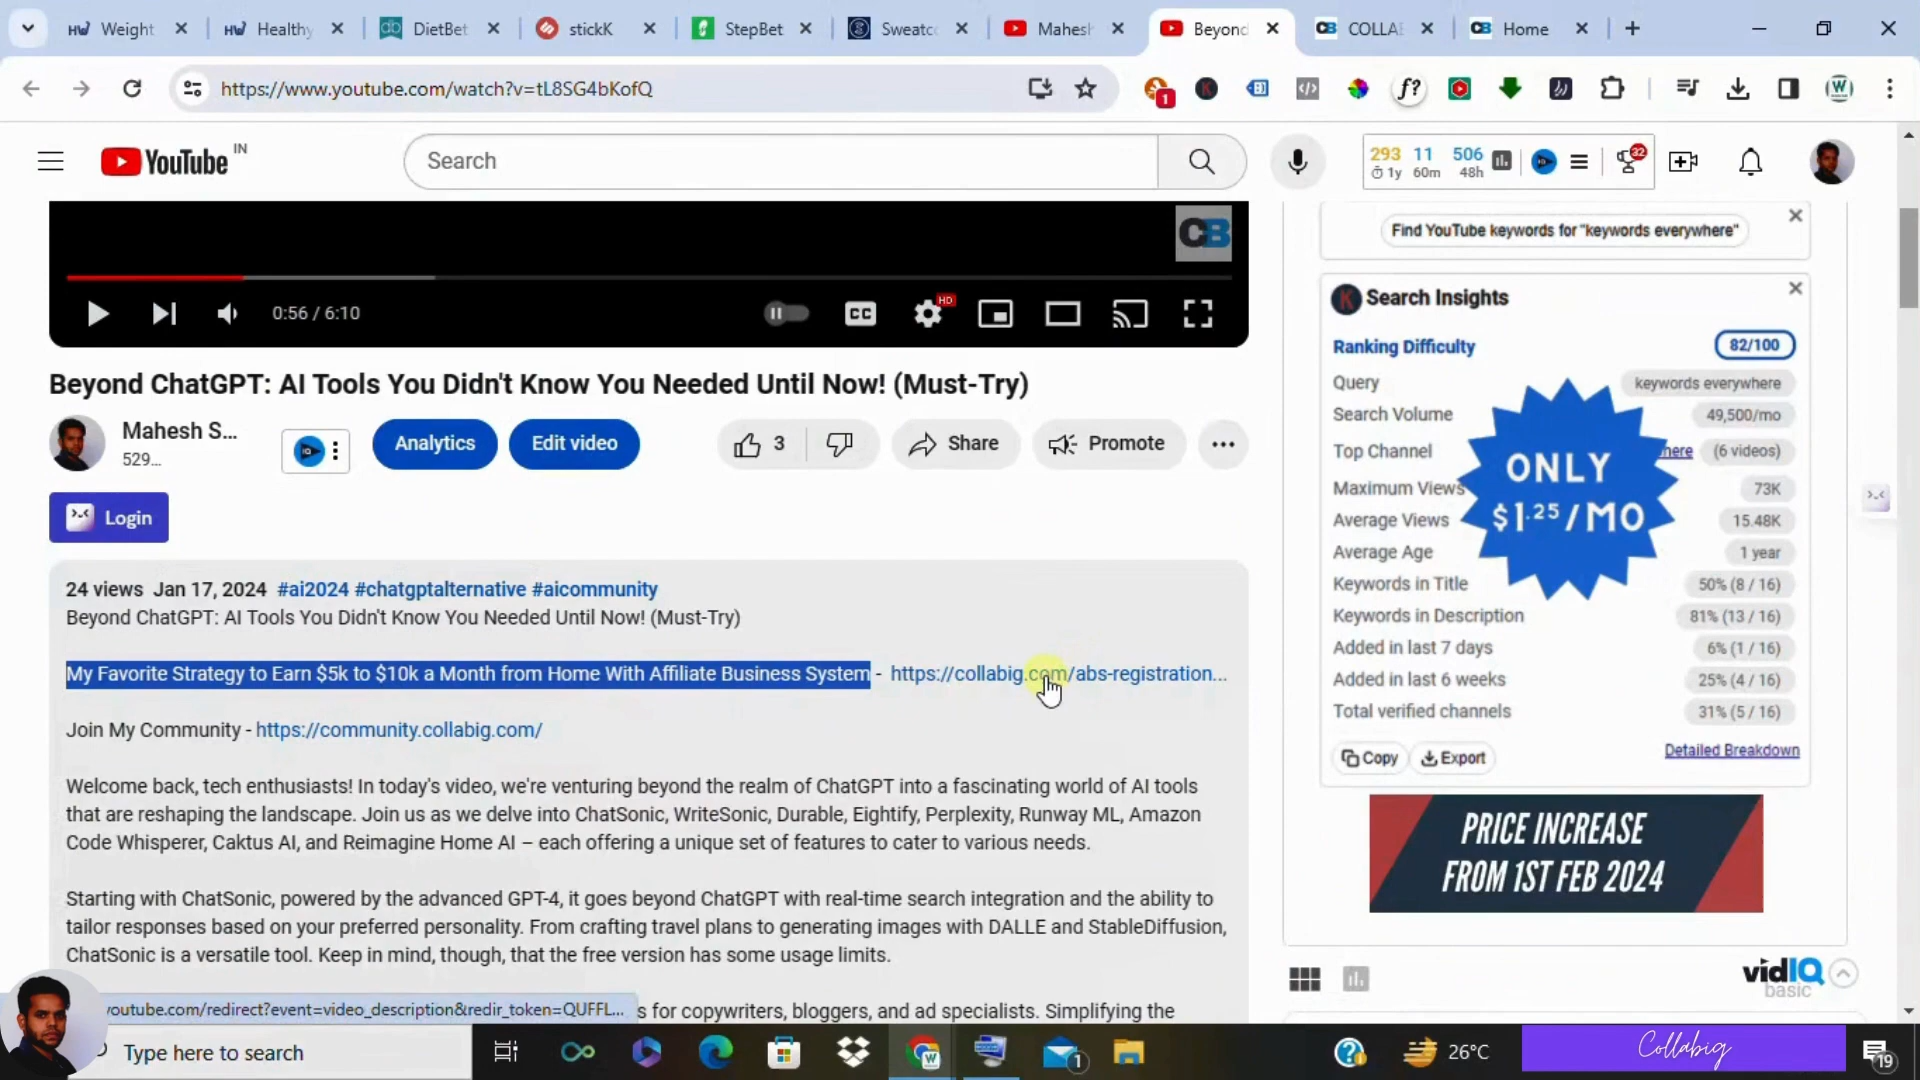 Weight
Healthy
DietBet
stickK
StepBet
Sweatc
Mahesh
Beyond
COLLA
Home
https://www.youtube.com/watch?v=tL8SG4bKofQ
1
f?
W
YouTube IN
Search
293 11 506
1y 60m 48h
32
CB
0:56 / 6:10
CC
HD
Beyond ChatGPT: AI Tools You Didn't Know You Needed Until Now! (Must-Try)
Mahesh S...
529...
Analytics
Edit video
3
Share
Promote
Login
24 views Jan 17, 2024 #ai2024 #chatgptalternative #aicommunity
Beyond ChatGPT: AI Tools You Didn't Know You Needed Until Now! (Must-Try)
My Favorite Strategy to Earn $5k to $10k a Month from Home With Affiliate Business System - https://collabig.com/abs-registration...
Join My Community - https://community.collabig.com/
Welcome back, tech enthusiasts! In today's video, we're venturing beyond the realm of ChatGPT into a fascinating world of AI tools
that are reshaping the landscape. Join us as we delve into ChatSonic, WriteSonic, Durable, Eightify, Perplexity, Runway ML, Amazon
Code Whisperer, Caktus AI, and Reimagine Home AI – each offering a unique set of features to cater to various needs.
Starting with ChatSonic, powered by the advanced GPT-4, it goes beyond ChatGPT with real-time search integration and the ability to
tailor responses based on your preferred personality. From crafting travel plans to generating images with DALLE and StableDiffusion,
ChatSonic is a versatile tool. Keep in mind, though, that the free version has some usage limits.
s for copywriters, bloggers, and ad specialists. Simplifying the
youtube.com/redirect?event=video_description&redir_token=QUFFL...
Find YouTube keywords for "keywords everywhere"
Search Insights
Ranking Difficulty 82/100
Query keywords everywhere
Search Volume 49,500/mo
Top Channel here (6 videos)
Maximum Views 73K
Average Views 15.48K
Average Age 1 year
Keywords in Title 50% (8 / 16)
Keywords in Description 81% (13 / 16)
Added in last 7 days 6% (1 / 16)
Added in last 6 weeks 25% (4 / 16)
Total verified channels 31% (5 / 16)
ONLY
$1.25/MO
Copy
Export
Detailed Breakdown
PRICE INCREASE
FROM 1ST FEB 2024
vidIQ
basic
Type here to search
1
26°C
Collabig
19